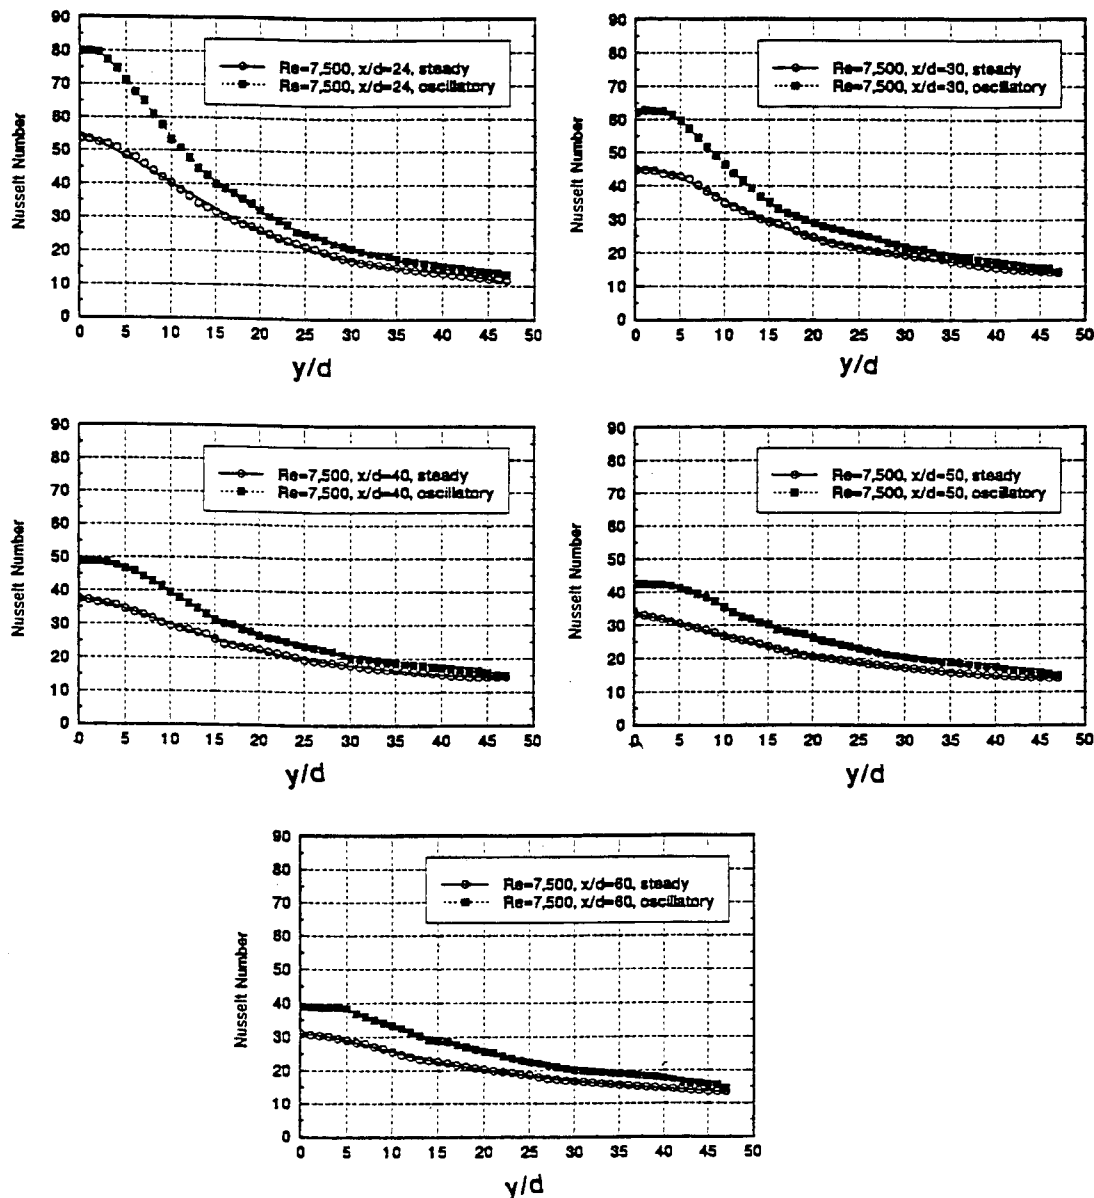 90
80
70
60
50
40
30
20
10
0
Nusselt Number
Re=7,500, x/d=24, steady
Re=7,500, x/d=24, oscillatory
0 5 10 15 20 25 30 35 40 45 50
y/d
90
80
70
60
50
40
30
20
10
0
Nusselt Number
Re=7,500, x/d=30, steady
Re=7,500, x/d=30, oscillatory
0 5 10 15 20 25 30 35 40 45 50
y/d
90
80
70
60
50
40
30
20
10
0
Nusselt Number
Re=7,500, x/d=40, steady
Re=7,500, x/d=40, oscillatory
0 5 10 15 20 25 30 35 40 45 50
y/d
90
80
70
60
50
40
30
20
10
0
Nusselt Number
Re=7,500, x/d=50, steady
Re=7,500, x/d=50, oscillatory
0 5 10 15 20 25 30 35 40 45 50
y/d
90
80
70
60
50
40
30
20
10
0
Nusselt Number
Re=7,500, x/d=60, steady
Re=7,500, x/d=60, oscillatory
0 5 10 15 20 25 30 35 40 45 50
y/d